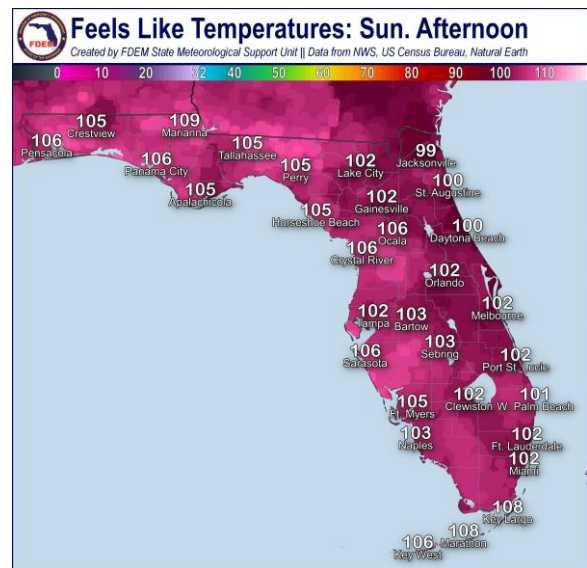 FDEM
Feels Like Temperatures: Sun. Afternoon
Created by FDEM State Meteorological Support Unit || Data from NWS, US Census Bureau, Natural Earth
0 10 20 32 40 50 60 70 80 90 100 110
105
Crestview
109
Marianna
106
Pensacola
106
Panama City
105
Tallahassee
105
Perry
102
Lake City
99
Jacksonville
105
Apalachicola
100
St. Augustine
105
Horseshoe Beach
102
Gainesville
106
Ocala
100
Daytona Beach
106
Crystal River
102
Orlando
102
Melbourne
102
Tampa
103
Bartow
106
Sarasota
103
Sebring
102
Port St. Lucie
105
Ft. Myers
102
Clewiston
101
W. Palm Beach
103
Naples
102
Ft. Lauderdale
102
Miami
108
Key Largo
108
Marathon
106
Key West